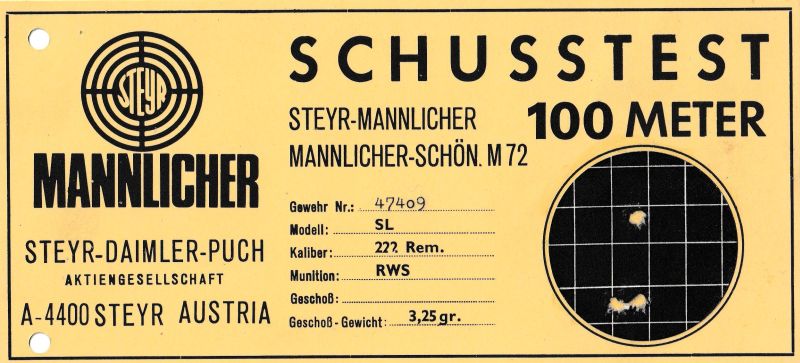 STEYR
MANNLICHER
STEYR-DAIMLER-PUCH
AKTIENGESELLSCHAFT
A-4400 STEYR AUSTRIA
SCHUSSTEST
STEYR-MANNLICHER
MANNLICHER-SCHÖN. M 72
100 METER
Gewehr Nr.: 47409
Modell: SL
Kaliber: 222 Rem.
Munition: RWS
Geschoß:
Geschoß-Gewicht: 3,25 gr.